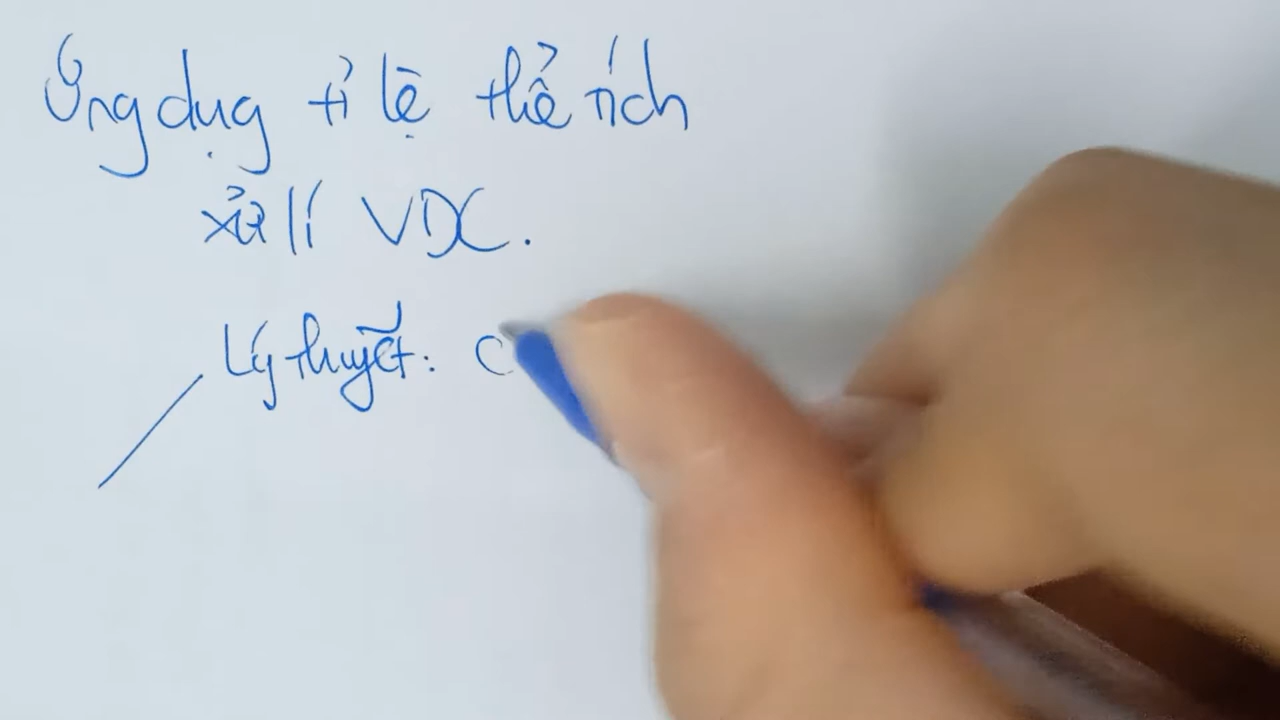 Ứng dụng tỉ lệ thể tích
xử lí VDC.
Lý thuyết: C